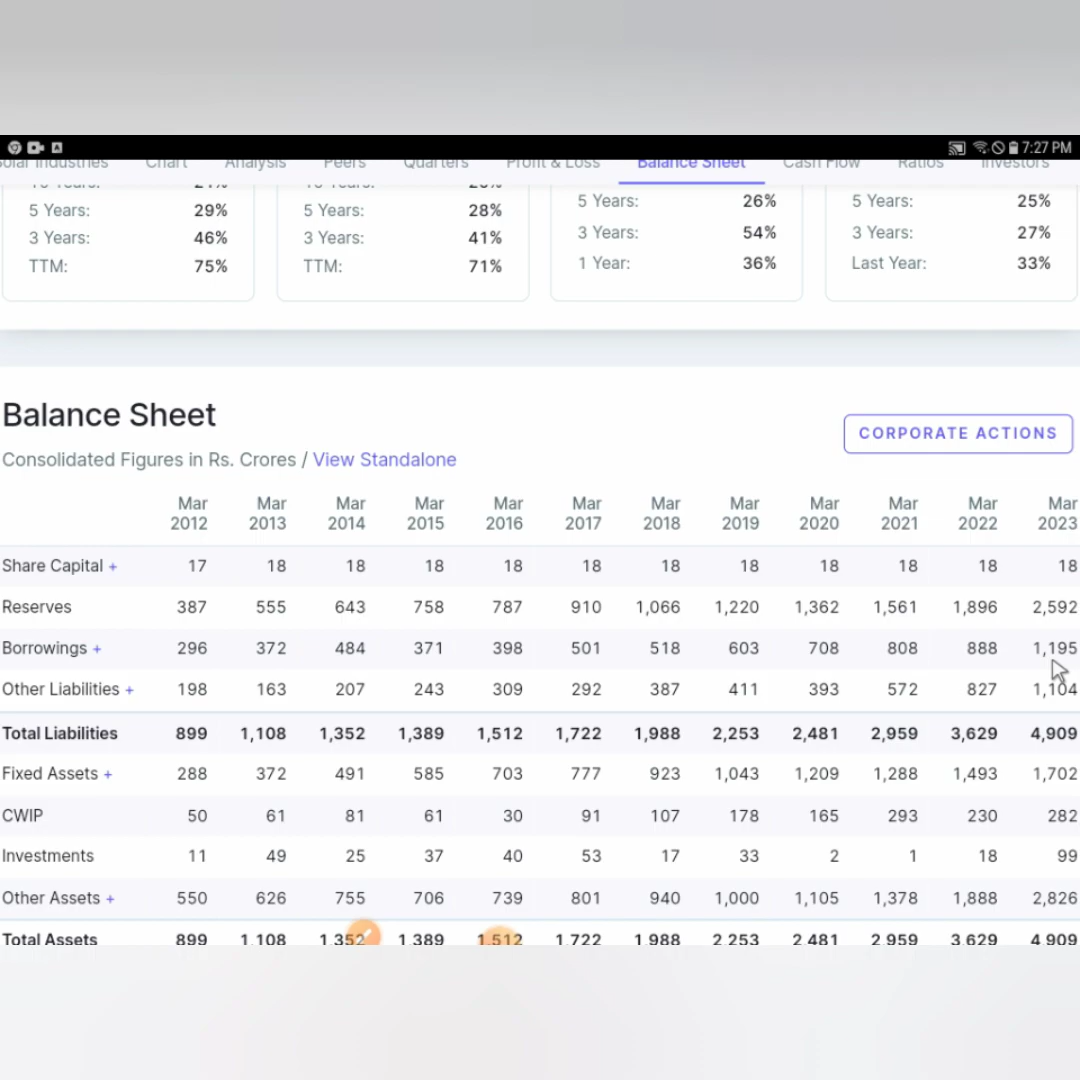 7:27 PM
Solar Industries Chart Analysis Peers Quarters Profit & Loss Balance Sheet Cash Flow Ratios Investors
5 Years: 29% 5 Years: 28% 5 Years: 26% 5 Years: 25%
3 Years: 46% 3 Years: 41% 3 Years: 54% 3 Years: 27%
TTM: 75% TTM: 71% 1 Year: 36% Last Year: 33%
Balance Sheet
CORPORATE ACTIONS
Consolidated Figures in Rs. Crores / View Standalone
Mar Mar Mar Mar Mar Mar Mar Mar Mar Mar Mar Mar
2012 2013 2014 2015 2016 2017 2018 2019 2020 2021 2022 2023
Share Capital + 17 18 18 18 18 18 18 18 18 18 18 18
Reserves 387 555 643 758 787 910 1,066 1,220 1,362 1,561 1,896 2,592
Borrowings + 296 372 484 371 398 501 518 603 708 808 888 1,195
Other Liabilities + 198 163 207 243 309 292 387 411 393 572 827 1,104
Total Liabilities 899 1,108 1,352 1,389 1,512 1,722 1,988 2,253 2,481 2,959 3,629 4,909
Fixed Assets + 288 372 491 585 703 777 923 1,043 1,209 1,288 1,493 1,702
CWIP 50 61 81 61 30 91 107 178 165 293 230 282
Investments 11 49 25 37 40 53 17 33 2 1 18 99
Other Assets + 550 626 755 706 739 801 940 1,000 1,105 1,378 1,888 2,826
Total Assets 899 1,108 1,352 1,389 1,512 1,722 1,988 2,253 2,481 2,959 3,629 4,909